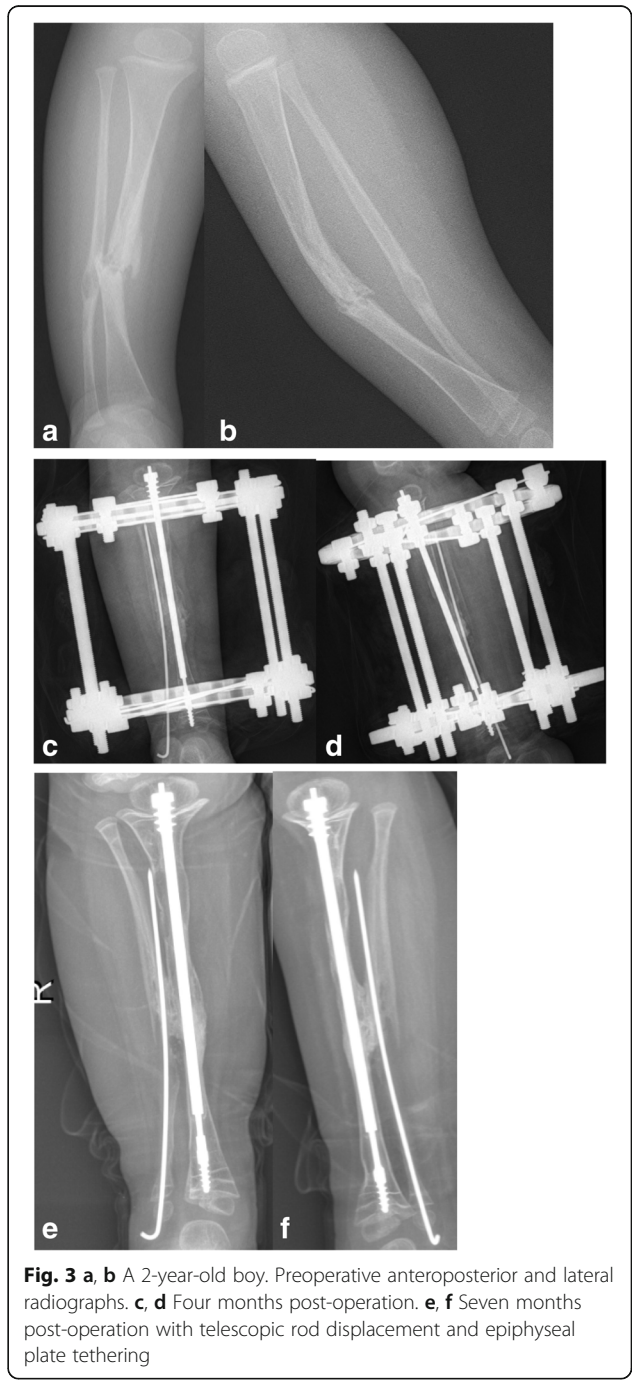 a
b
c
d
R
e
f
Fig. 3 a, b A 2-year-old boy. Preoperative anteroposterior and lateral
radiographs. c, d Four months post-operation. e, f Seven months
post-operation with telescopic rod displacement and epiphyseal
plate tethering